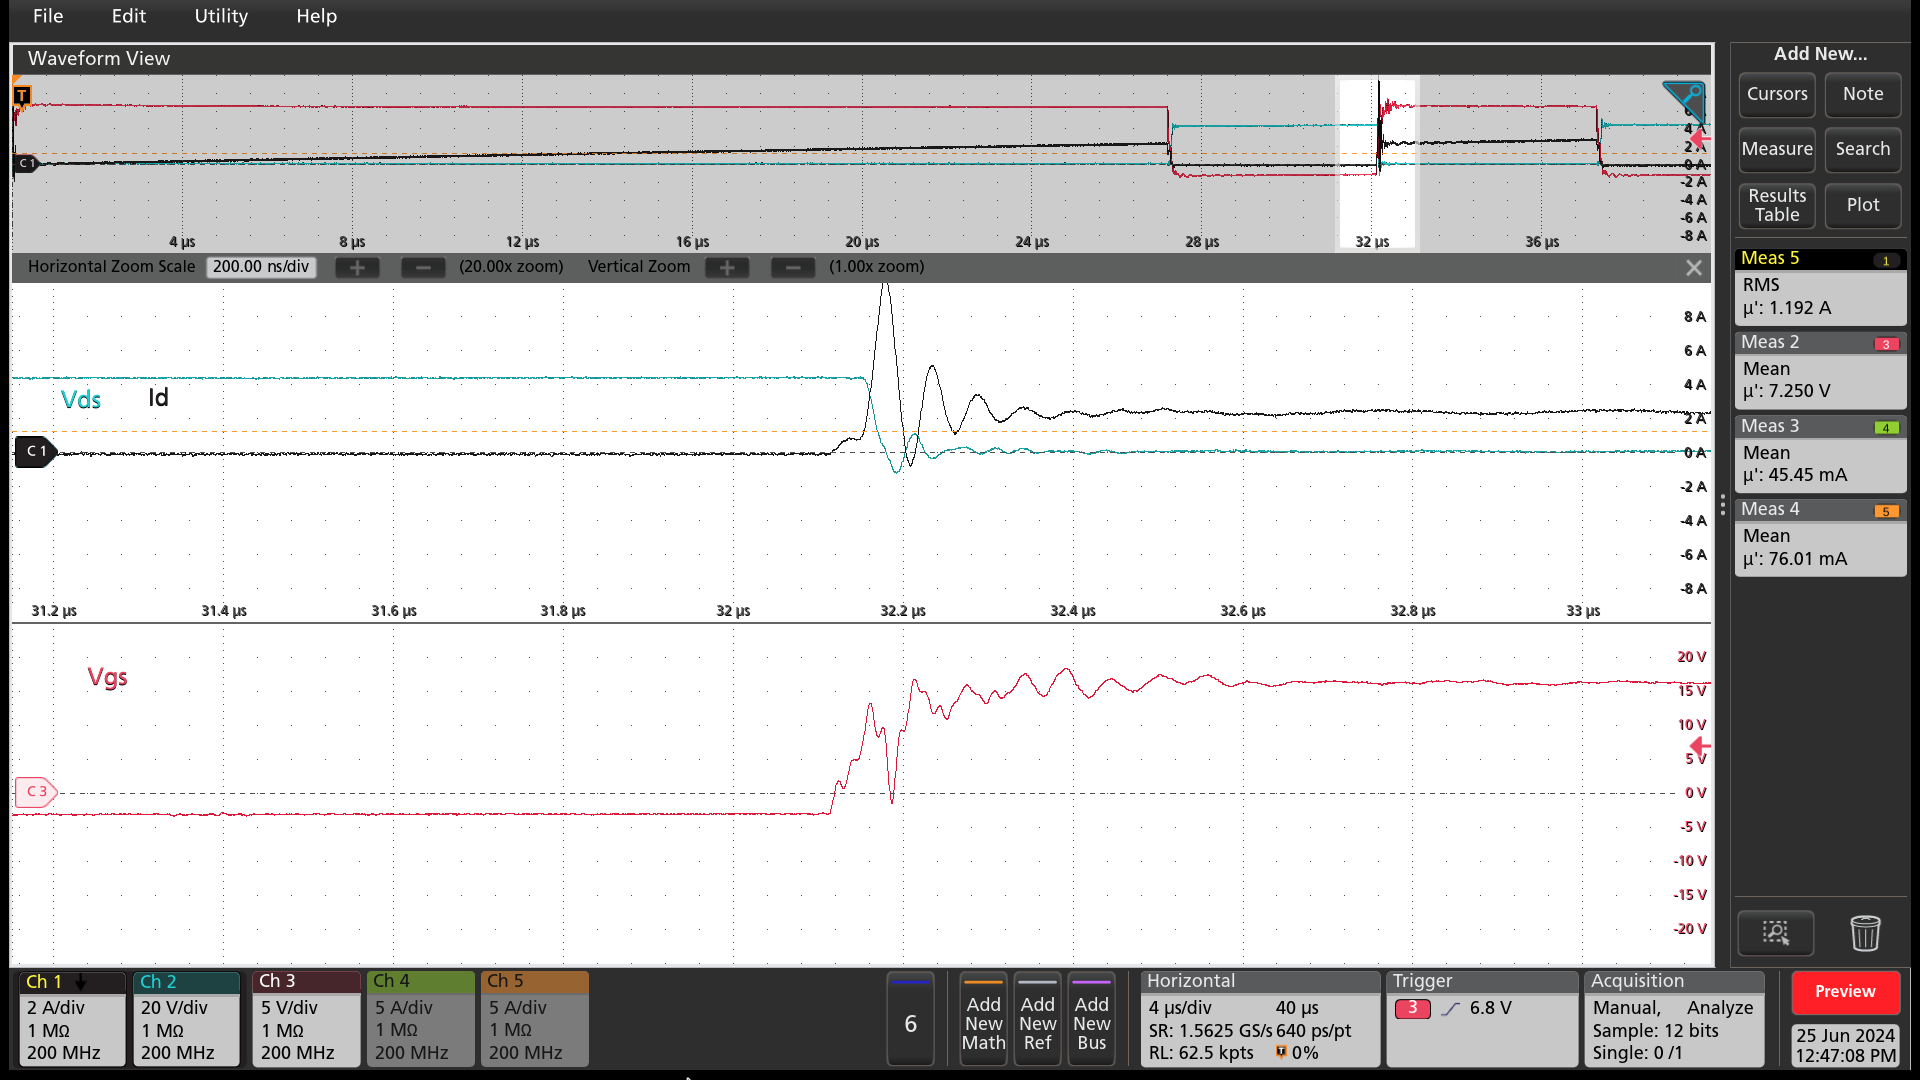 File Edit Utility Help
Waveform View
Add New...
Cursors Note
Measure Search
Results Table Plot
T
C 1
4 A
2
0 A
-2 A
-4 A
-6 A
-8 A
4 µs 8 µs 12 µs 16 µs 20 µs 24 µs 28 µs 32 µs 36 µs
Horizontal Zoom Scale 200.00 ns/div + − (20.00x zoom) Vertical Zoom + − (1.00x zoom)
Meas 5 1
RMS
µ': 1.192 A
Meas 2 3
Mean
µ': 7.250 V
Meas 3 4
Mean
µ': 45.45 mA
Meas 4 5
Mean
µ': 76.01 mA
8 A
6 A
4 A
2 A
0 A
-2 A
-4 A
-6 A
-8 A
Vds Id
C 1
31.2 µs 31.4 µs 31.6 µs 31.8 µs 32 µs 32.2 µs 32.4 µs 32.6 µs 32.8 µs 33 µs
Vgs
C 3
20 V
15 V
10 V
5 V
0 V
-5 V
-10 V
-15 V
-20 V
Ch 1
2 A/div
1 MΩ
200 MHz
Ch 2
20 V/div
1 MΩ
200 MHz
Ch 3
5 V/div
1 MΩ
200 MHz
Ch 4
5 A/div
1 MΩ
200 MHz
Ch 5
5 A/div
1 MΩ
200 MHz
6
Add New Math
Add New Ref
Add New Bus
Horizontal
4 µs/div 40 µs
SR: 1.5625 GS/s 640 ps/pt
RL: 62.5 kpts T 0%
Trigger
3 6.8 V
Acquisition
Manual, Analyze
Sample: 12 bits
Single: 0 /1
Preview
25 Jun 2024
12:47:08 PM